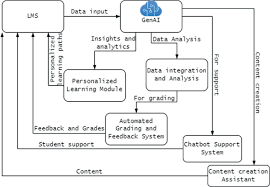 LMS
Data input
GenAI
Insights and
analytics
Data Analysis
Personalized
learning paths
Personalized
Learning Module
Data integration
and Analysis
For support
Content creation
For grading
Automated
Grading and
Feedback System
Feedback and Grades
Student support
Chatbot Support
System
Content
Content creation
Assistant